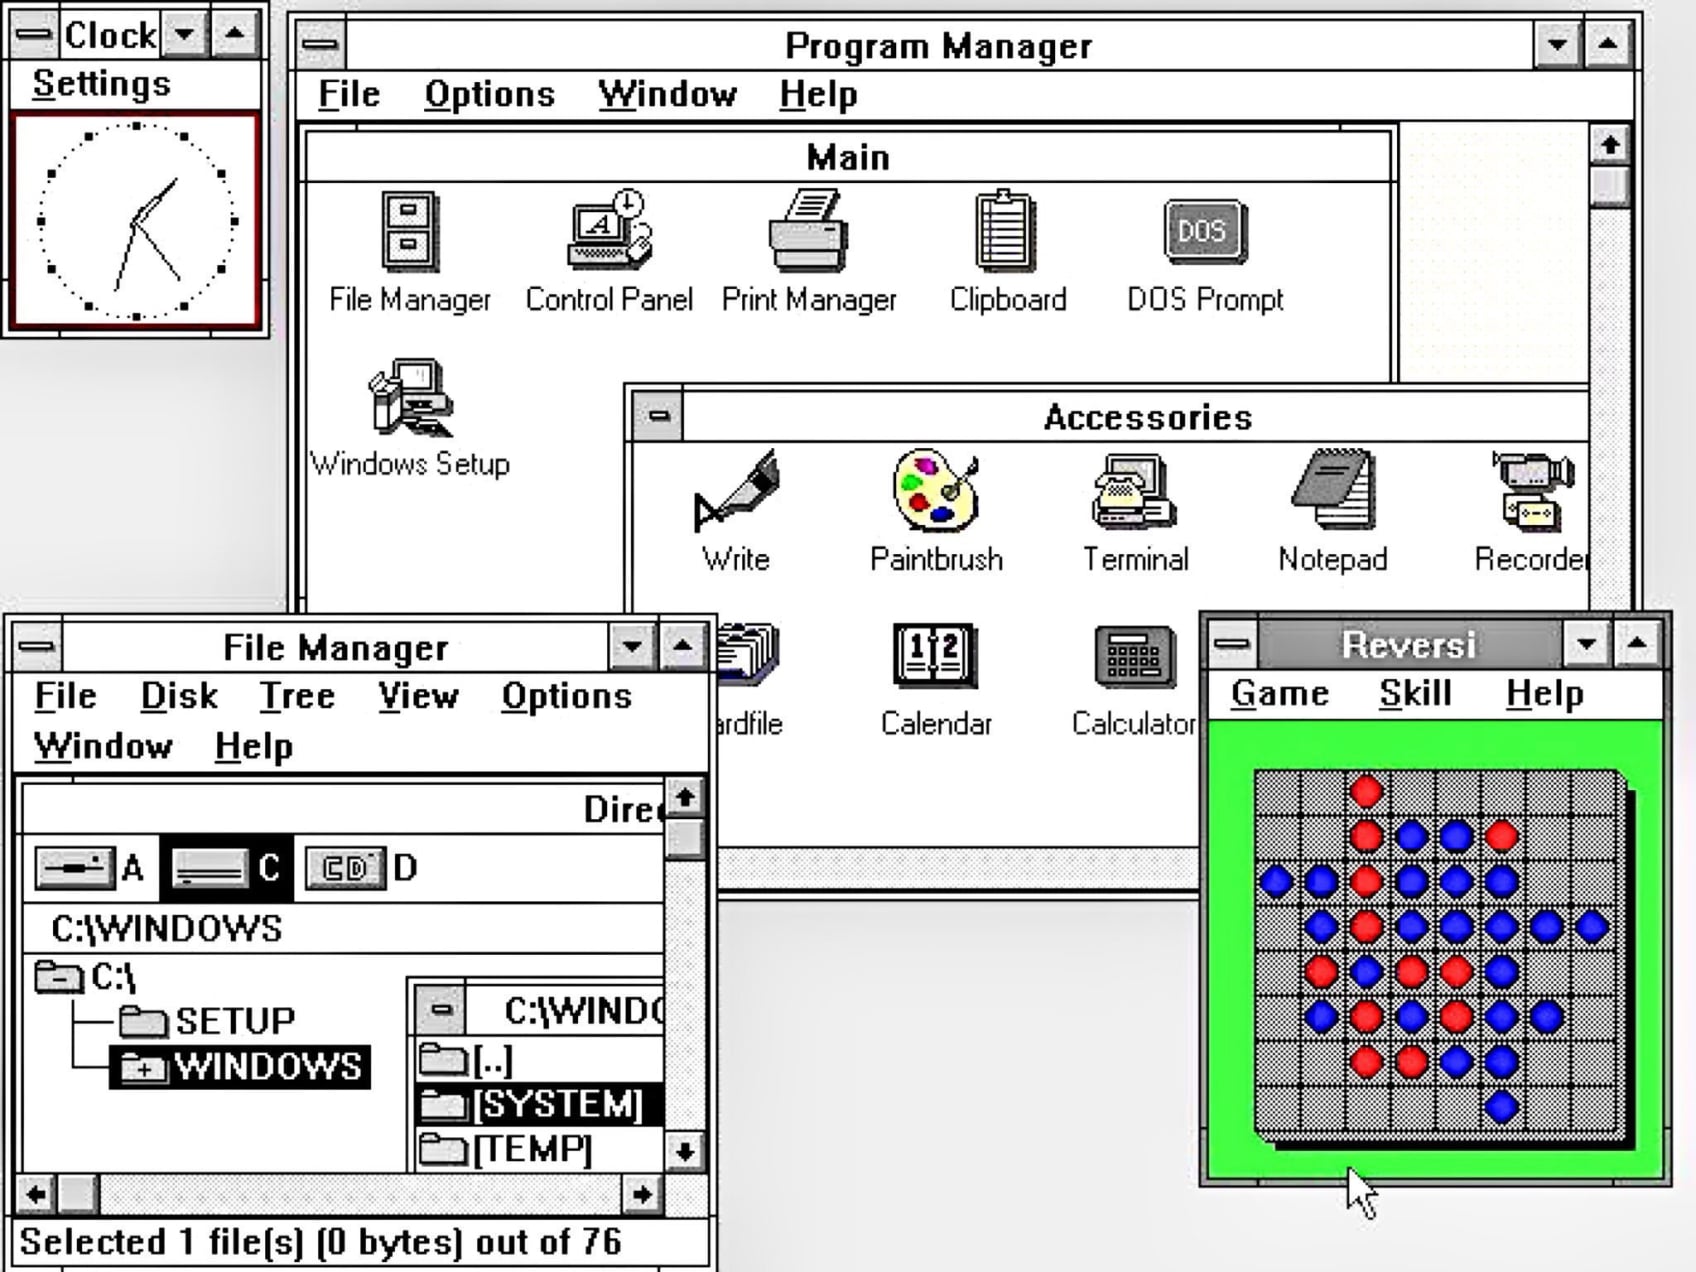 Clock
Settings
Program Manager
File Options Window Help
Main
File Manager Control Panel Print Manager Clipboard DOS Prompt
DOS
A
Windows Setup
Accessories
Write Paintbrush Terminal Notepad Recorder
12
ardfile Calendar Calculator
File Manager
File Disk Tree View Options
Window Help
Direc
A C CD D
C:\WINDOWS
C:\
SETUP
WINDOWS
C:\WINDO
[..]
[SYSTEM]
[TEMP]
Selected 1 file(s) (0 bytes) out of 76
Reversi
Game Skill Help